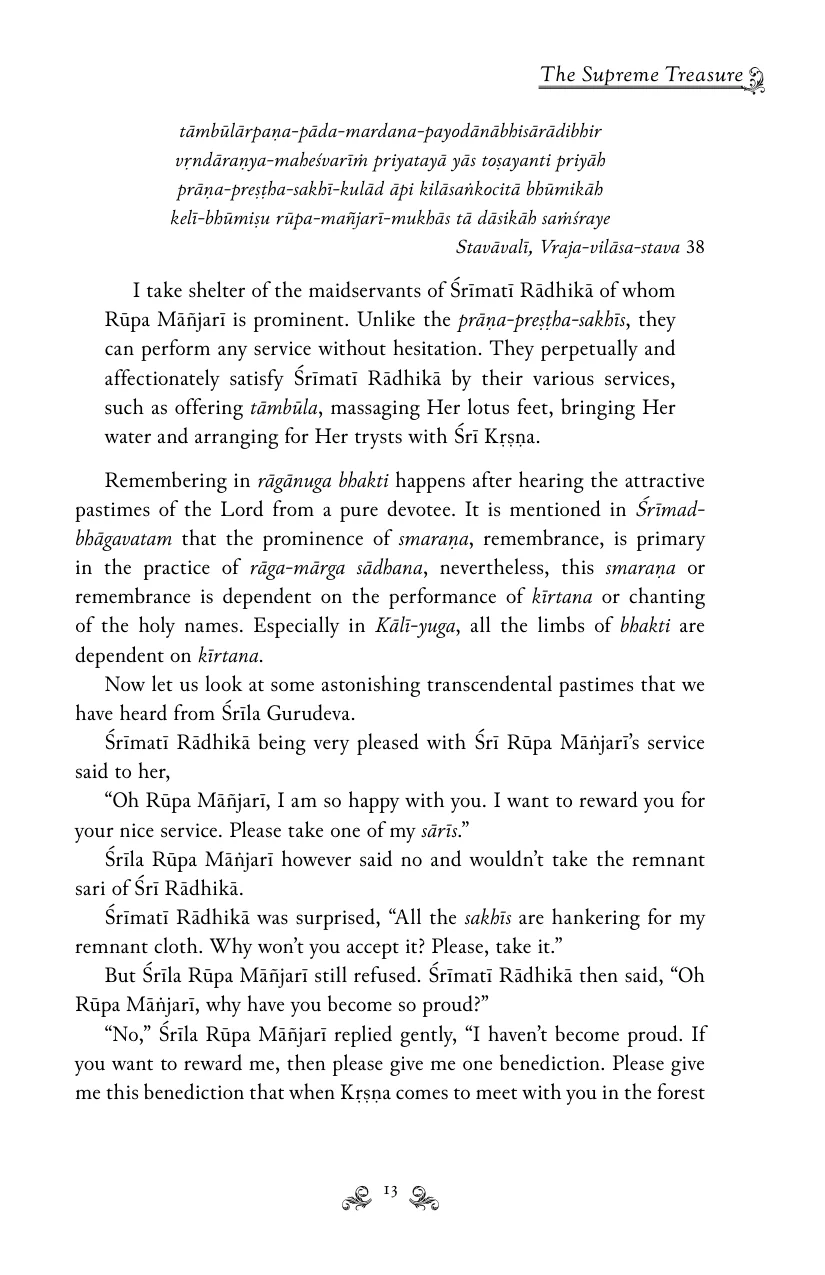 The Supreme Treasure
tāmbūlārpaṇa-pāda-mardana-payodānābhisārādibhir
vṛndāraṇya-maheśvarīṁ priyatayā yās toṣayanti priyāḥ
prāṇa-preṣṭha-sakhī-kulād āpi kilāsaṅkocitā bhūmikāḥ
kelī-bhūmiṣu rūpa-mañjarī-mukhās tā dāsikāḥ saṁśraye
Stavāvalī, Vraja-vilāsa-stava 38
I take shelter of the maidservants of Śrīmatī Rādhikā of whom
Rūpa Māñjarī is prominent. Unlike the prāṇa-preṣṭha-sakhīs, they
can perform any service without hesitation. They perpetually and
affectionately satisfy Śrīmatī Rādhikā by their various services,
such as offering tāmbūla, massaging Her lotus feet, bringing Her
water and arranging for Her trysts with Śrī Kṛṣṇa.
Remembering in rāgānuga bhakti happens after hearing the attractive
pastimes of the Lord from a pure devotee. It is mentioned in Śrīmad-
bhāgavatam that the prominence of smaraṇa, remembrance, is primary
in the practice of rāga-mārga sādhana, nevertheless, this smaraṇa or
remembrance is dependent on the performance of kīrtana or chanting
of the holy names. Especially in Kālī-yuga, all the limbs of bhakti are
dependent on kīrtana.
Now let us look at some astonishing transcendental pastimes that we
have heard from Śrīla Gurudeva.
Śrīmatī Rādhikā being very pleased with Śrī Rūpa Māṅjarī’s service
said to her,
“Oh Rūpa Māñjarī, I am so happy with you. I want to reward you for
your nice service. Please take one of my sārīs.”
Śrīla Rūpa Māṅjarī however said no and wouldn’t take the remnant
sari of Śrī Rādhikā.
Śrīmatī Rādhikā was surprised, “All the sakhīs are hankering for my
remnant cloth. Why won’t you accept it? Please, take it.”
But Śrīla Rūpa Māñjarī still refused. Śrīmatī Rādhikā then said, “Oh
Rūpa Māṅjarī, why have you become so proud?”
“No,” Śrīla Rūpa Māñjarī replied gently, “I haven’t become proud. If
you want to reward me, then please give me one benediction. Please give
me this benediction that when Kṛṣṇa comes to meet with you in the forest
13